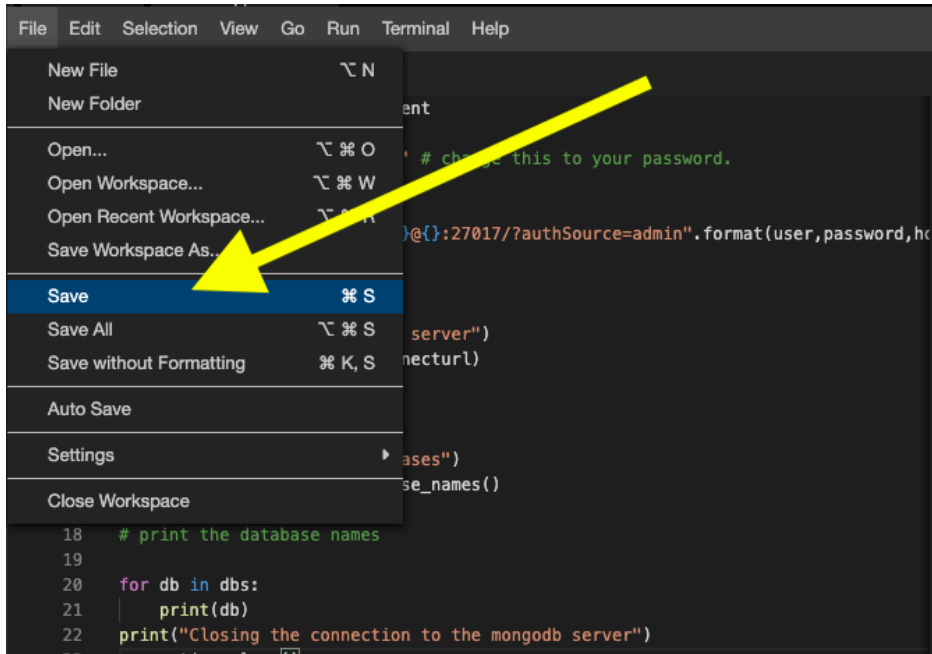 File Edit Selection View Go Run Terminal Help
New File ⌥ N
New Folder
Open... ⌥ ⌘ O
Open Workspace... ⌥ ⌘ W
Open Recent Workspace...
Save Workspace As...
Save ⌘ S
Save All ⌥ ⌘ S
Save without Formatting ⌘ K, S
Auto Save
Settings
Close Workspace
ent
' # change this to your password.
}@{}:27017/?authSource=admin".format(user,password,ho
server")
necturl)
ases")
se_names()
18 # print the database names
19
20 for db in dbs:
21 print(db)
22 print("Closing the connection to the mongodb server")